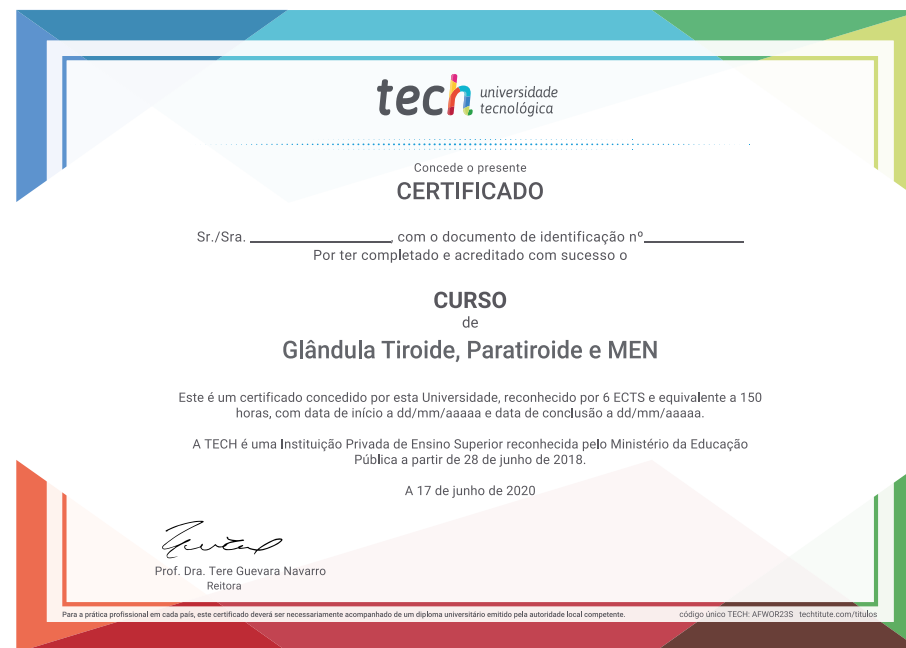 tech universidade
tecnológica
Concede o presente
CERTIFICADO
Sr./Sra. , com o documento de identificação nº
Por ter completado e acreditado com sucesso o
CURSO
de
Glândula Tiroide, Paratiroide e MEN
Este é um certificado concedido por esta Universidade, reconhecido por 6 ECTS e equivalente a 150
horas, com data de início a dd/mm/aaaaa e data de conclusão a dd/mm/aaaaa.
A TECH é uma Instituição Privada de Ensino Superior reconhecida pelo Ministério da Educação
Pública a partir de 28 de junho de 2018.
A 17 de junho de 2020
Prof. Dra. Tere Guevara Navarro
Reitora
Para a prática profissional em cada país, este certificado deverá ser necessariamente acompanhado de um diploma universitário emitido pela autoridade local competente. código único TECH: AFWOR23S techtitute.com/titulos